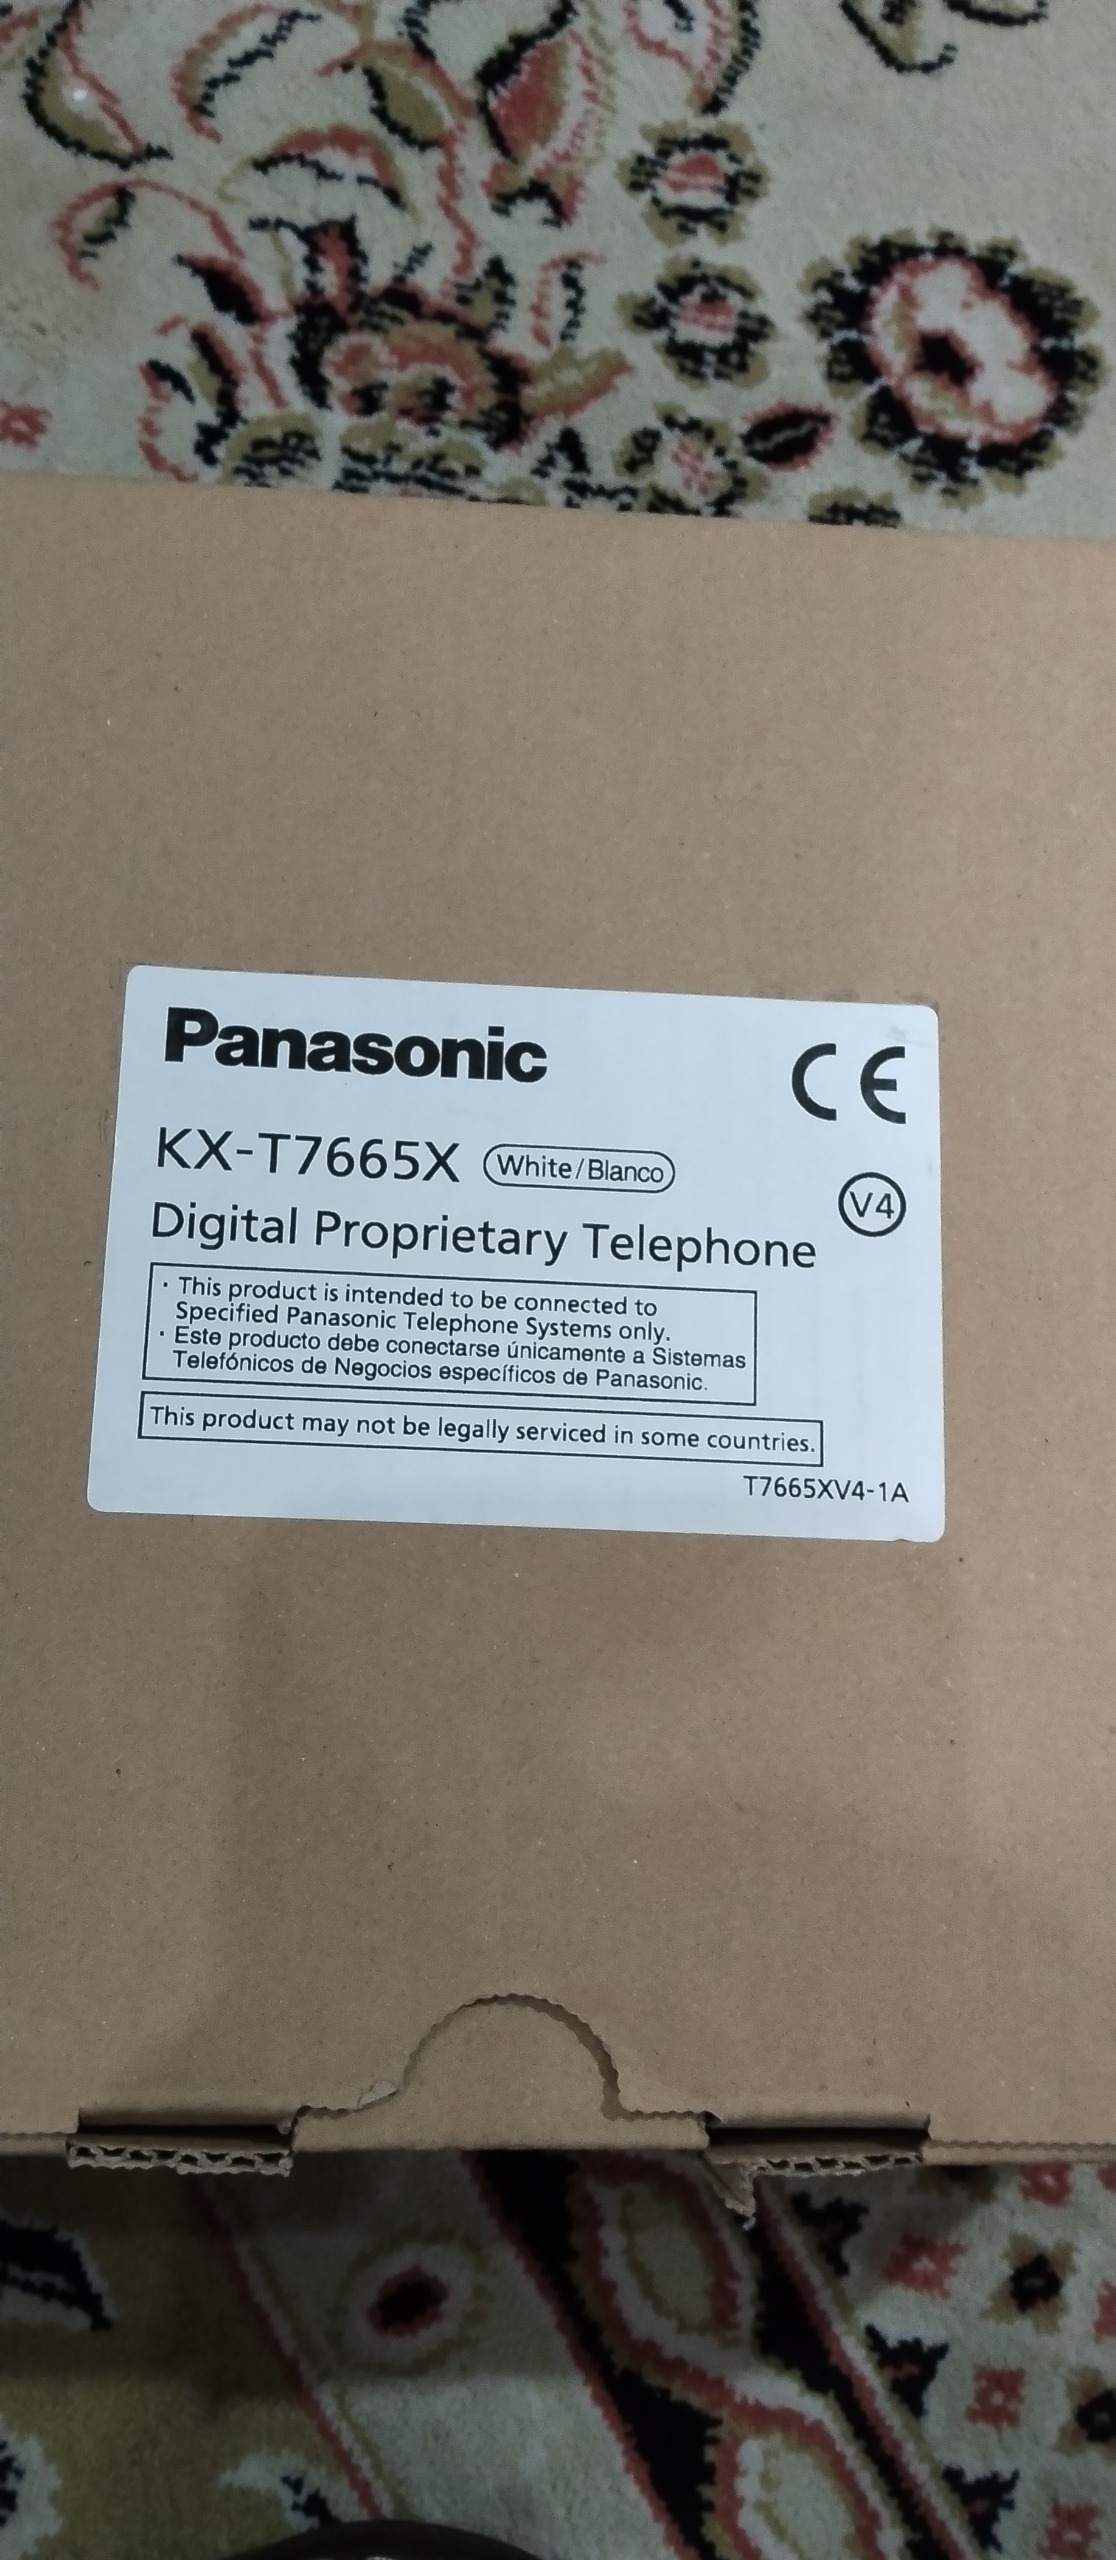 Panasonic
CE
KX-T7665X White/Blanco
V4
Digital Proprietary Telephone
· This product is intended to be connected to
Specified Panasonic Telephone Systems only.
· Este producto debe conectarse únicamente a Sistemas
Telefónicos de Negocios específicos de Panasonic.
This product may not be legally serviced in some countries.
T7665XV4-1A